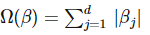 Ω(β) = ∑_{j=1}^{d} |β_j|